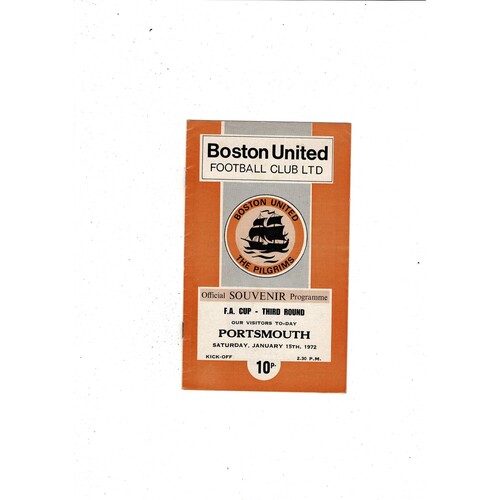 Boston United
FOOTBALL CLUB LTD
BOSTON UNITED
THE PILGRIMS
Official SOUVENIR Programme
F.A. CUP - THIRD ROUND
OUR VISITORS TO-DAY
PORTSMOUTH
SATURDAY, JANUARY 15TH, 1972
KICK-OFF 2.30 P.M.
10p.